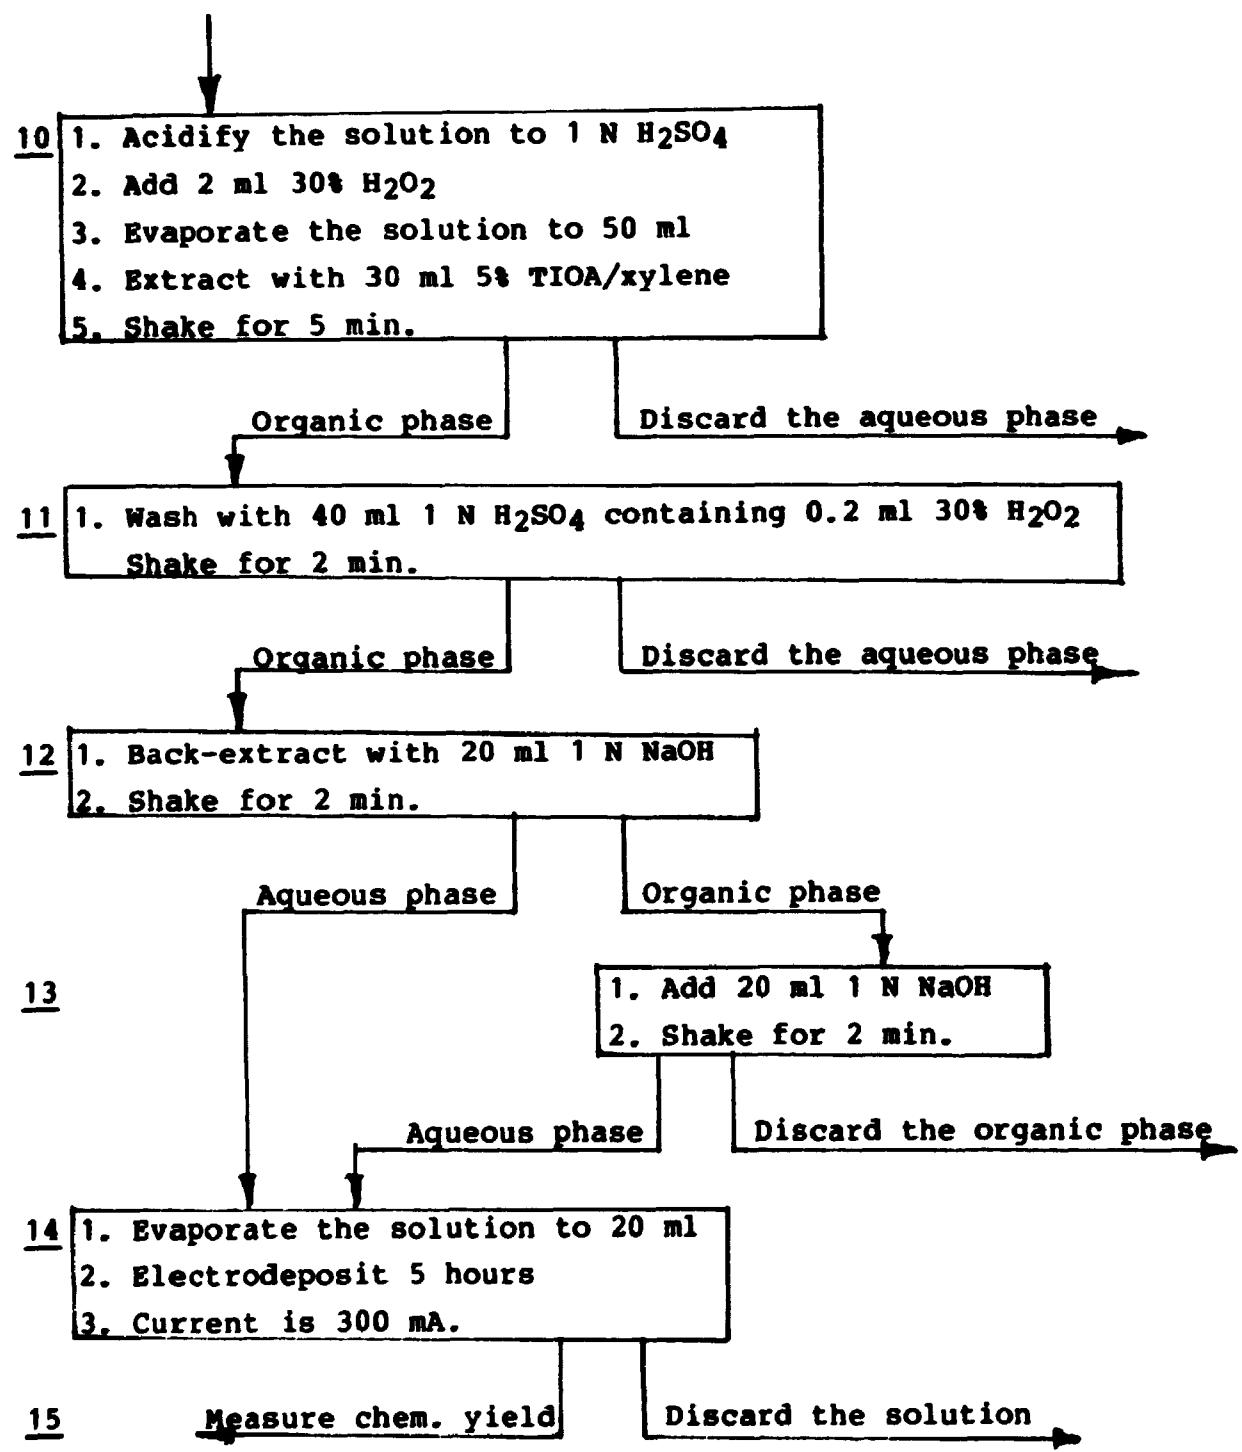 10 1. Acidify the solution to 1 N H2SO4
2. Add 2 ml 30% H2O2
3. Evaporate the solution to 50 ml
4. Extract with 30 ml 5% TIOA/xylene
5. Shake for 5 min.
Organic phase Discard the aqueous phase
11 1. Wash with 40 ml 1 N H2SO4 containing 0.2 ml 30% H2O2
Shake for 2 min.
Organic phase Discard the aqueous phase
12 1. Back-extract with 20 ml 1 N NaOH
2. Shake for 2 min.
Aqueous phase Organic phase
13 1. Add 20 ml 1 N NaOH
2. Shake for 2 min.
Aqueous phase Discard the organic phase
14 1. Evaporate the solution to 20 ml
2. Electrodeposit 5 hours
3. Current is 300 mA.
15 Measure chem. yield Discard the solution